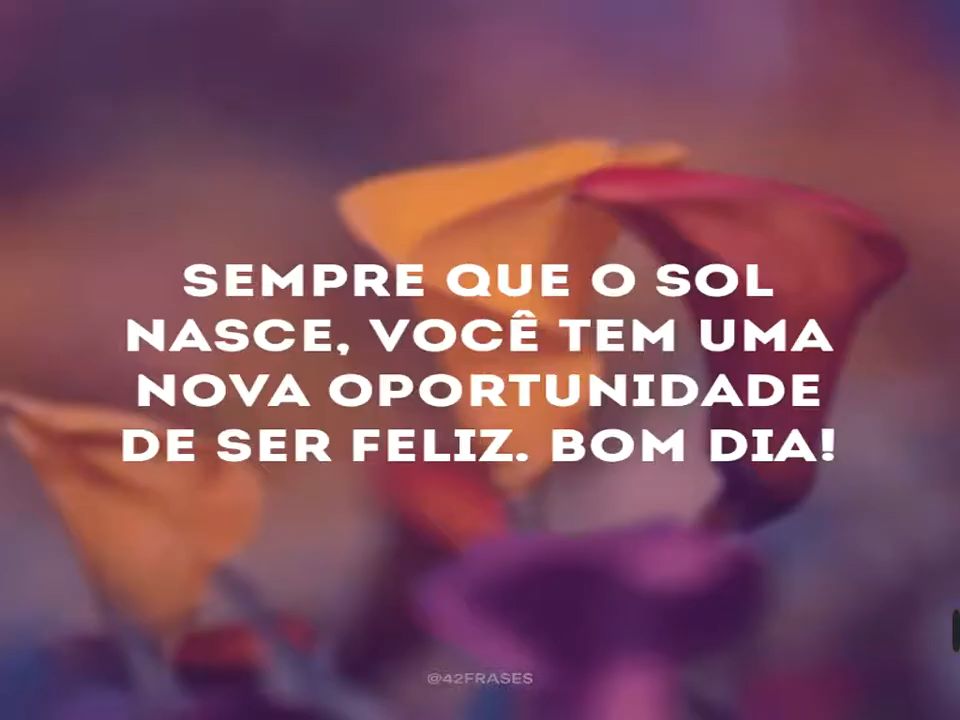 SEMPRE QUE O SOL
NASCE, VOCÊ TEM UMA
NOVA OPORTUNIDADE
DE SER FELIZ. BOM DIA!
@42FRASES